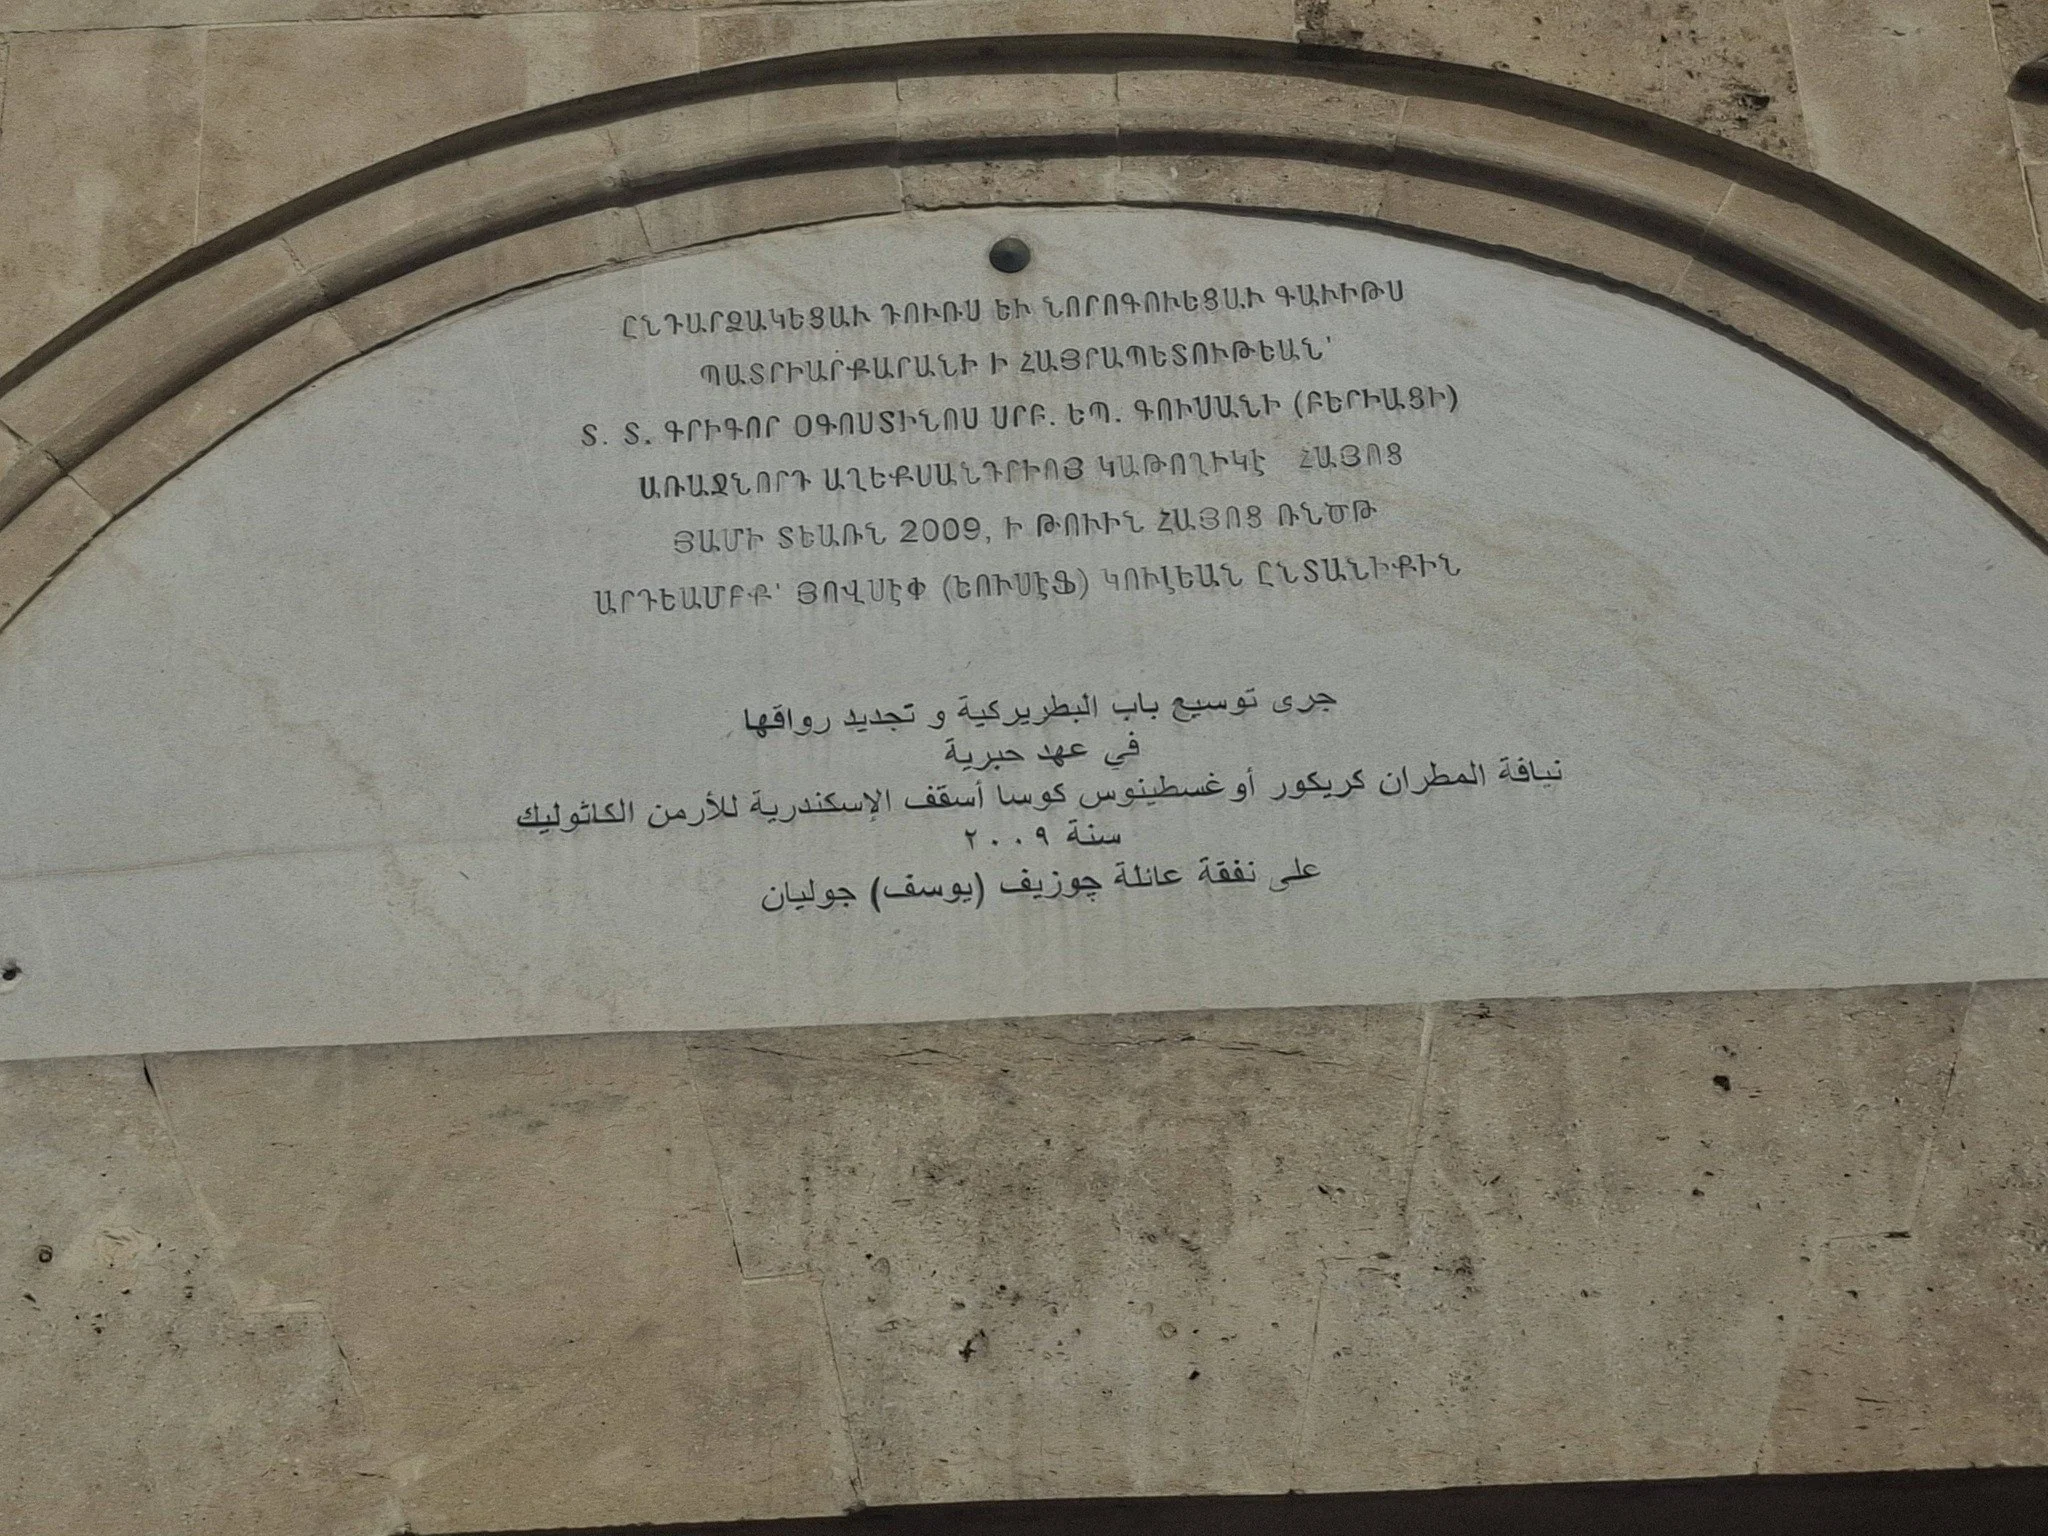 ԸՆԴԱՐՁԱԿԵՑԱՒ ԴՈՒՌՍ ԵՒ ՆՈՐՈԳՈՒԵՑԱՒ ԳԱՒԻԹՍ
ՊԱՏՐԻԱՐՔԱՐԱՆԻ Ի ՀԱՅՐԱՊԵՏՈՒԹԵԱՆ՝
Տ. Տ. ԳՐԻԳՈՐ ՕԳՈՍՏԻՆՈՍ ՍՐԲ. ԵՊ. ԳՈՒՍԱՆԻ (ԲԵՐԻԱՑԻ)
ԱՌԱՋՆՈՐԴ ԱՂԵՔՍԱՆԴՐԻՈՅ ԿԱԹՈՂԻԿԷ ՀԱՅՈՑ
ՅԱՄԻ ՏԵԱՌՆ 2009, Ի ԹՈՒԻՆ ՀԱՅՈՑ ՌՆԾԹ
ԱՐԴԵԱՄԲՔ՝ ՅՈՎՍԷՓ (ԵՈՒՍԷՖ) ԿՈՒԼԵԱՆ ԸՆՏԱՆԻՔԻՆ
جرى توسيع باب البطريركية و تجديد رواقها
في عهد حبرية
نيافة المطران كريكور أوغسطينوس كوسا أسقف الإسكندرية للأرمن الكاثوليك
سنة ٢٠٠٩
على نفقة عائلة چوزيف (يوسف) جوليان